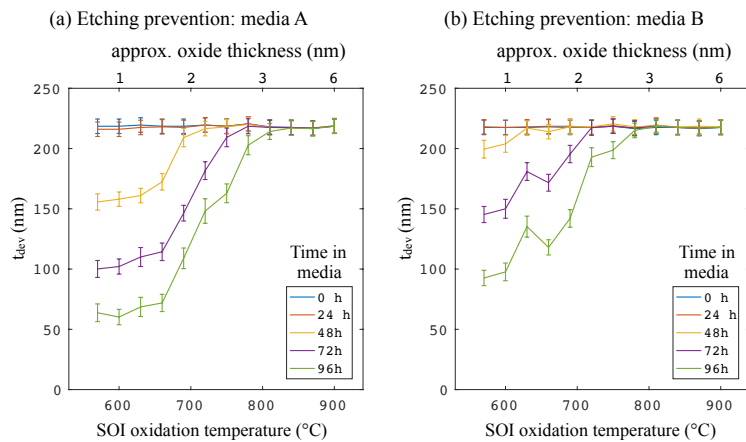 (a) Etching prevention: media A
approx. oxide thickness (nm)
1 2 3 6
250
200
150
100
50
0
t_dev (nm)
600 700 800 900
SOI oxidation temperature (°C)
Time in
media
0 h
24 h
48h
72h
96h
(b) Etching prevention: media B
approx. oxide thickness (nm)
1 2 3 6
250
200
150
100
50
0
t_dev (nm)
600 700 800 900
SOI oxidation temperature (°C)
Time in
media
0 h
24 h
48h
72h
96h